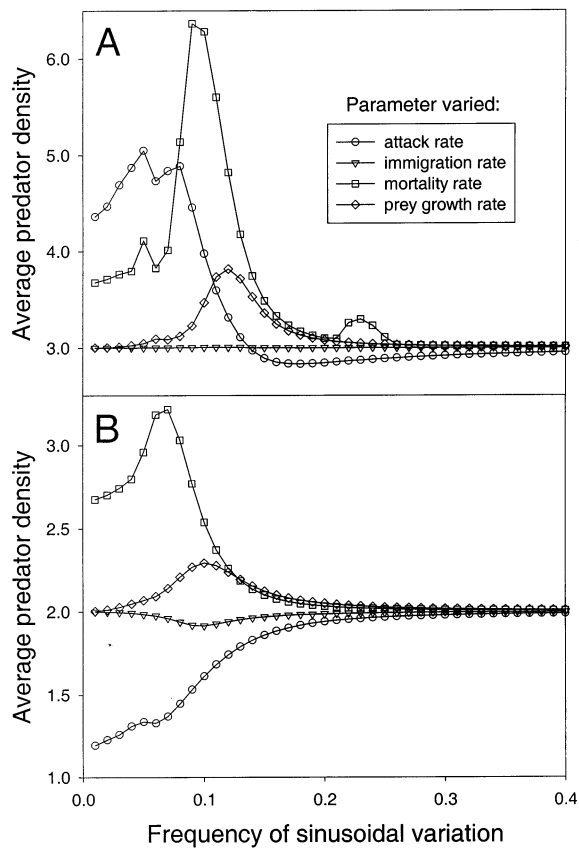 A
Average predator density
6.0
5.0
4.0
3.0
Parameter varied:
attack rate
immigration rate
mortality rate
prey growth rate
B
Average predator density
3.0
2.5
2.0
1.5
1.0
0.0 0.1 0.2 0.3 0.4
Frequency of sinusoidal variation